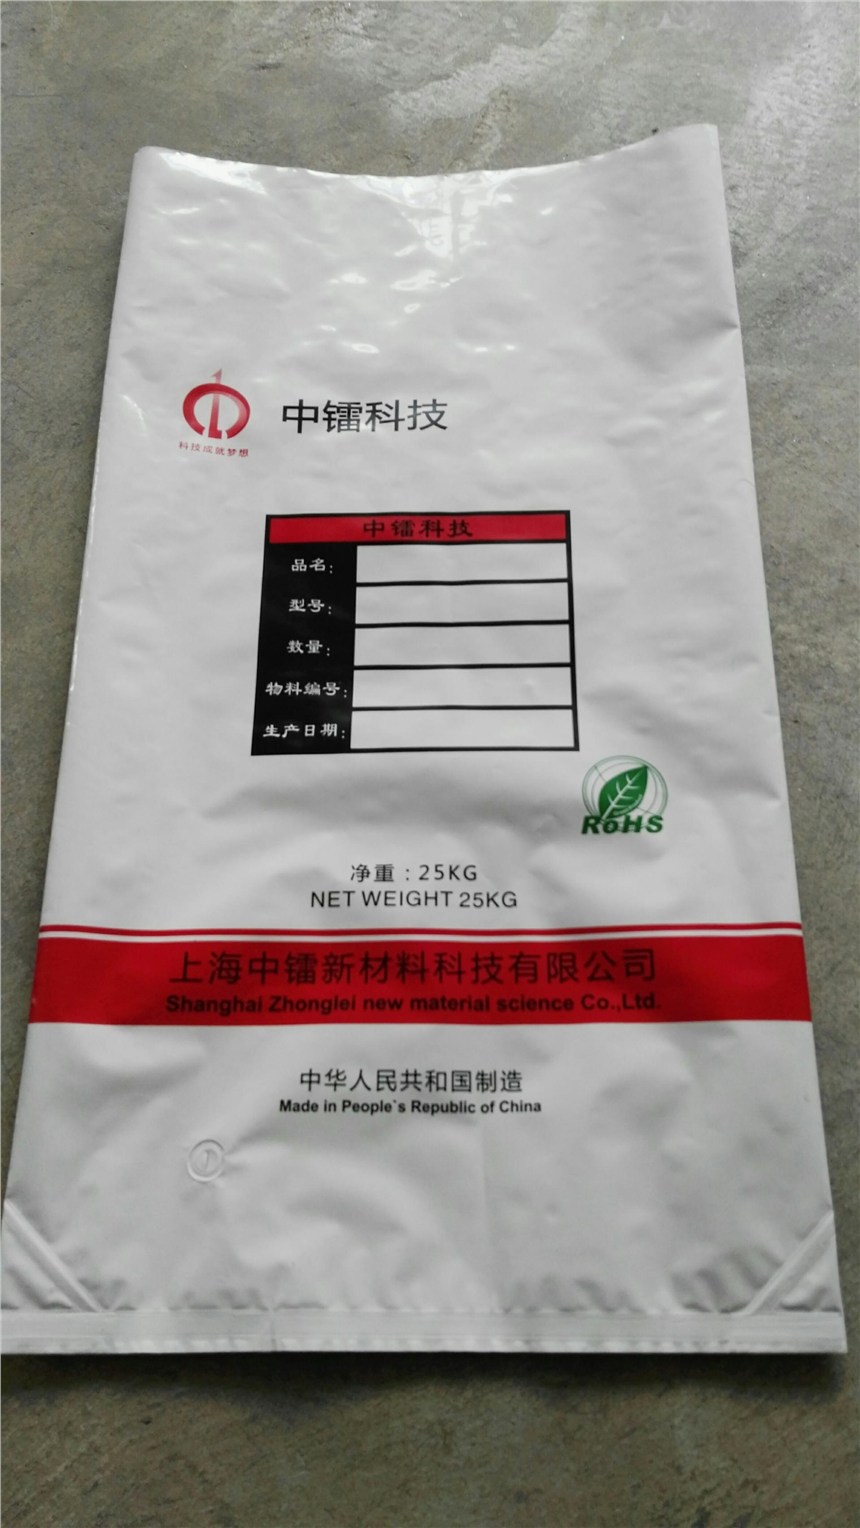 中镭科技
科技成就梦想
中镭科技
品名:
型号:
数量:
物料编号:
生产日期:
RoHS
净重:25KG
NET WEIGHT 25KG
上海中镭新材料科技有限公司
Shanghai Zhonglei new material science Co.,Ltd.
中华人民共和国制造
Made in People`s Republic of China
1